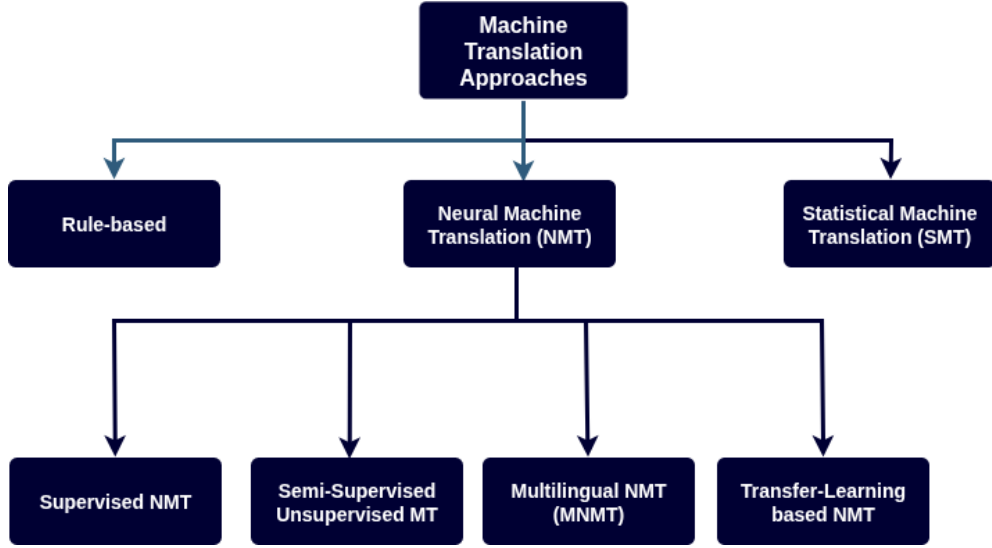 Machine
Translation
Approaches
Rule-based
Neural Machine
Translation (NMT)
Statistical Machine
Translation (SMT)
Supervised NMT
Semi-Supervised
Unsupervised MT
Multilingual NMT
(MNMT)
Transfer-Learning
based NMT